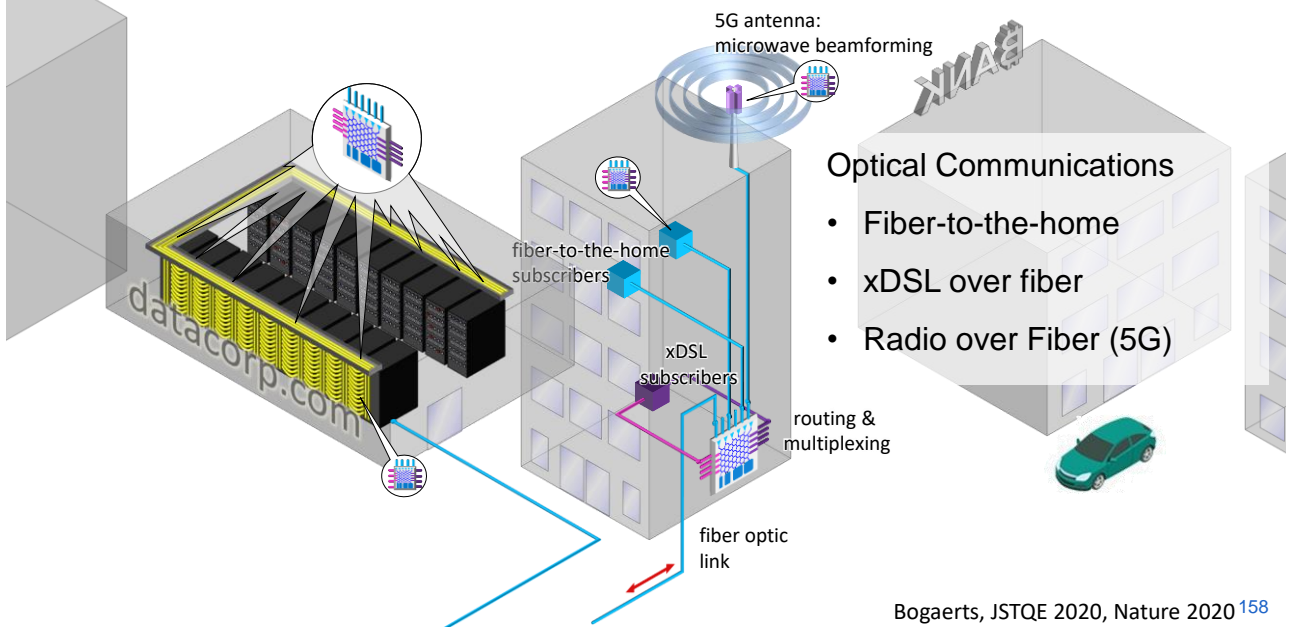 5G antenna:
microwave beamforming
BANK
Optical Communications
• Fiber-to-the-home
• xDSL over fiber
• Radio over Fiber (5G)
fiber-to-the-home
subscribers
datacorp.com
xDSL
subscribers
routing &
multiplexing
fiber optic
link
Bogaerts, JSTQE 2020, Nature 2020 158